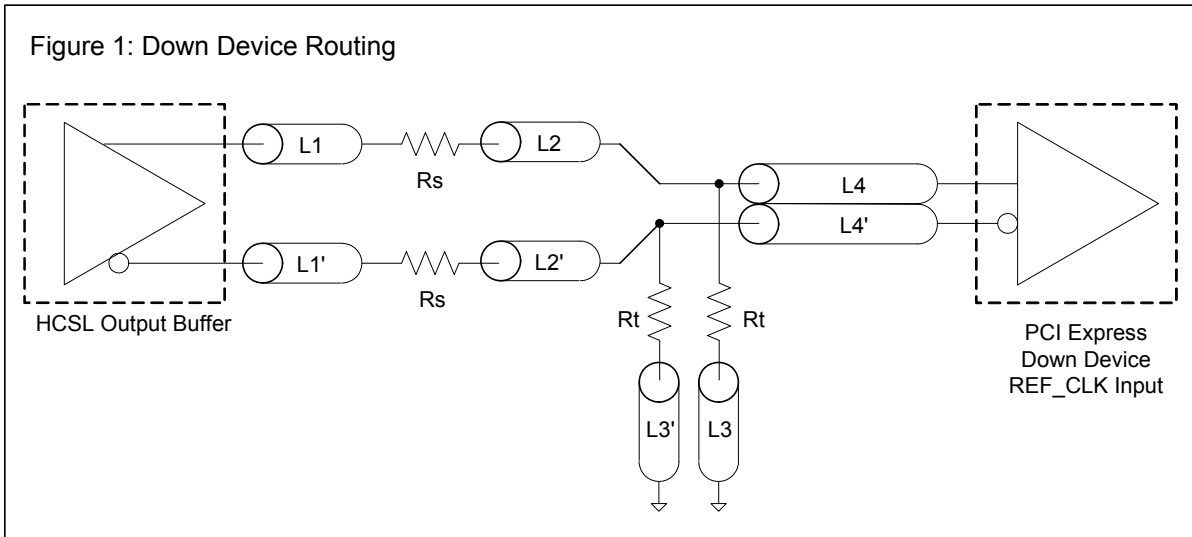 Figure 1: Down Device Routing
L1
Rs
L2
L4
L4'
L1'
Rs
L2'
HCSL Output Buffer
Rt
Rt
PCI Express
Down Device
REF_CLK Input
L3'
L3